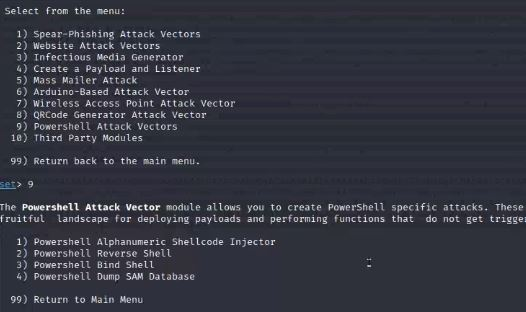 Select from the menu:
1) Spear-Phishing Attack Vectors
2) Website Attack Vectors
3) Infectious Media Generator
4) Create a Payload and Listener
5) Mass Mailer Attack
6) Arduino-Based Attack Vector
7) Wireless Access Point Attack Vector
8) QRCode Generator Attack Vector
9) Powershell Attack Vectors
10) Third Party Modules
99) Return back to the main menu.
set> 9
The Powershell Attack Vector module allows you to create PowerShell specific attacks. These
fruitful landscape for deploying payloads and performing functions that do not get trigge
1) Powershell Alphanumeric Shellcode Injector
2) Powershell Reverse Shell
3) Powershell Bind Shell
4) Powershell Dump SAM Database
99) Return to Main Menu